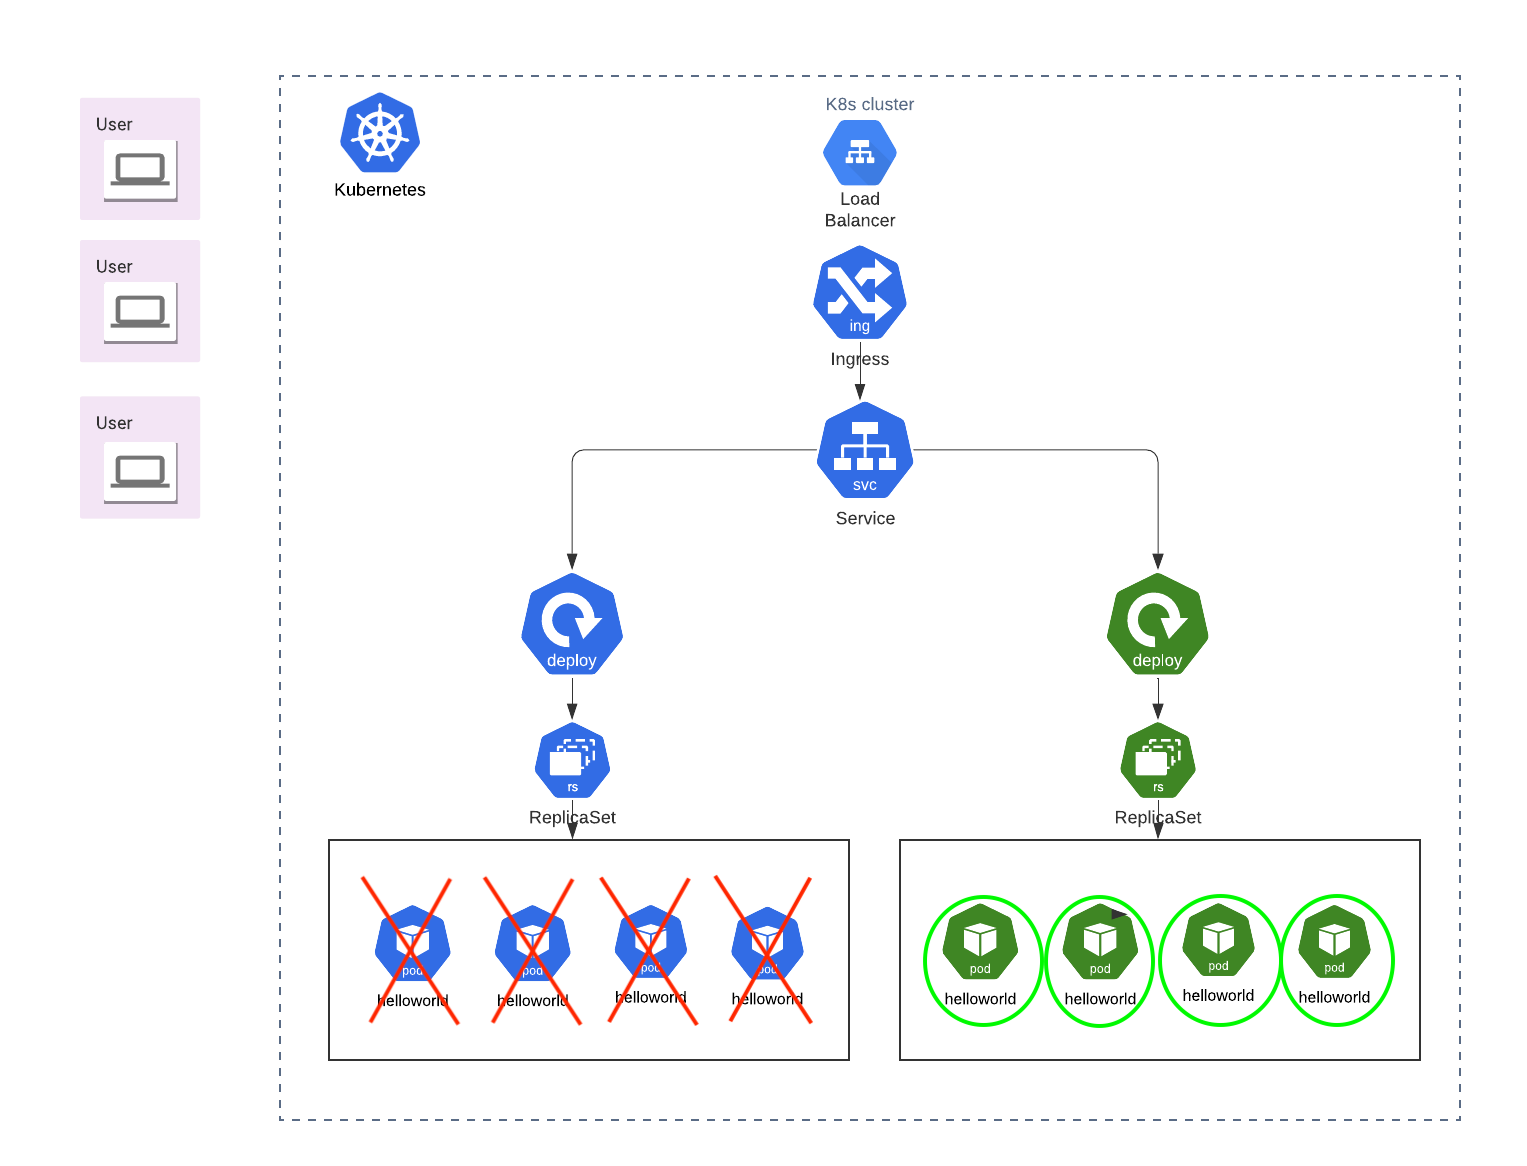 User
User
User
Kubernetes
K8s cluster
Load
Balancer
ing
Ingress
svc
Service
deploy
deploy
rs
rs
ReplicaSet
ReplicaSet
pod
pod
pod
pod
helloworld
helloworld
helloworld
helloworld
pod
pod
pod
pod
helloworld
helloworld
helloworld
helloworld